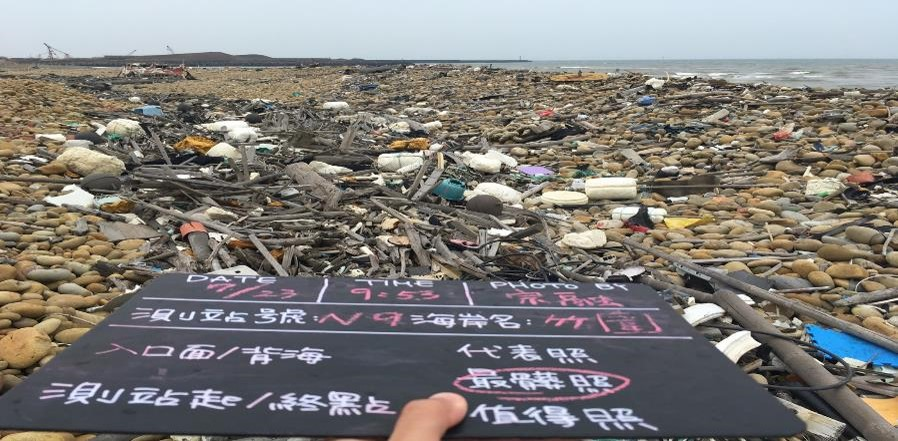 DATE TIME PHOTO BY
7/23 9:53
測站號:N9 海岸名:竹圍
入口面/背海 代表照
最髒照
測站起/終點 值得照